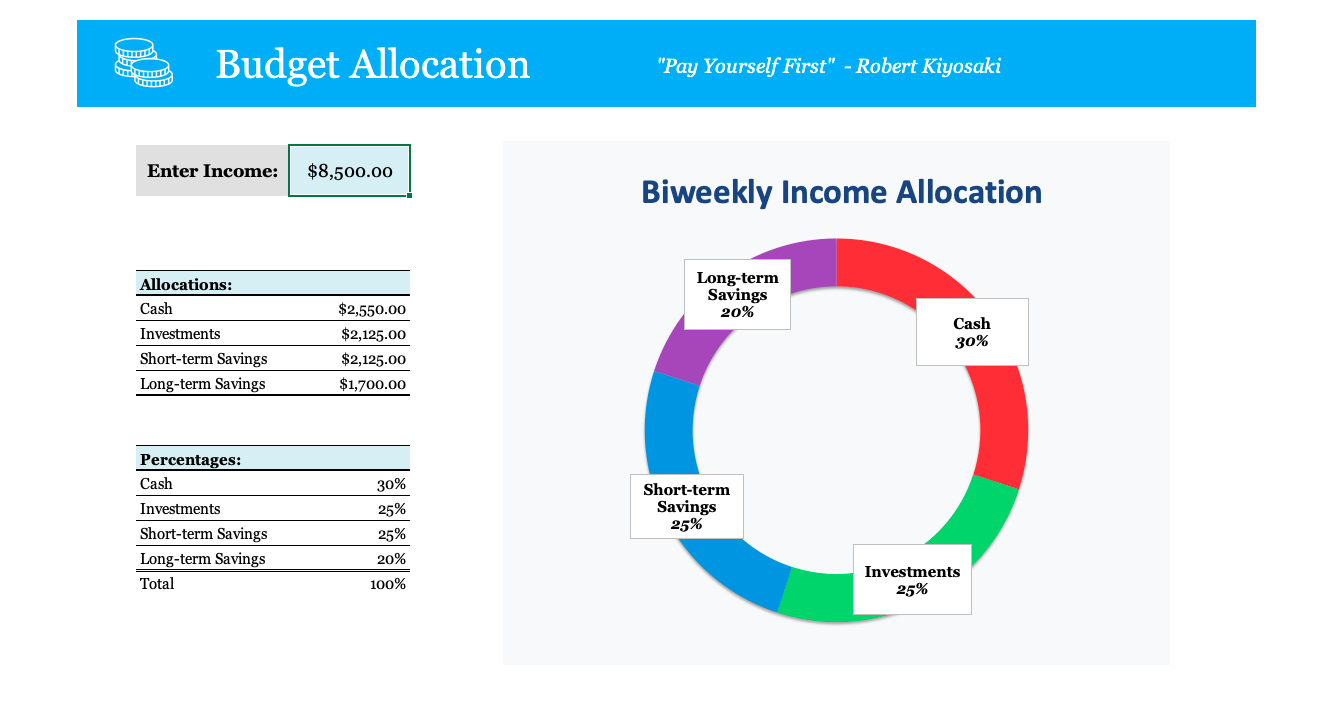 Budget Allocation
"Pay Yourself First"  - Robert Kiyosaki
Enter Income: $8,500.00
Allocations:
Cash $2,550.00
Investments $2,125.00
Short-term Savings $2,125.00
Long-term Savings $1,700.00
Percentages:
Cash 30%
Investments 25%
Short-term Savings 25%
Long-term Savings 20%
Total 100%
Biweekly Income Allocation
Long-term
Savings
20%
Cash
30%
Short-term
Savings
25%
Investments
25%